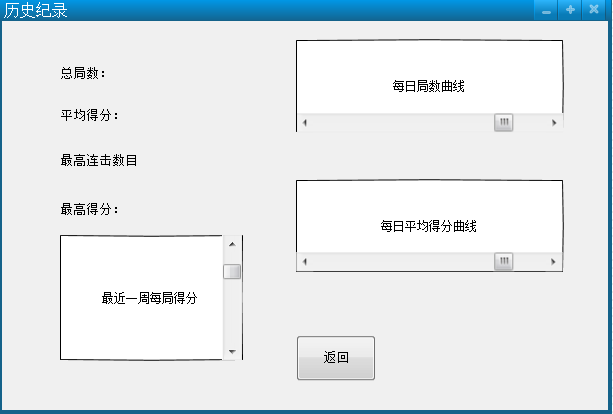 历史纪录
总局数：
平均得分：
最高连击数目
最高得分：
最近一周每局得分
每日局数曲线
每日平均得分曲线
返回